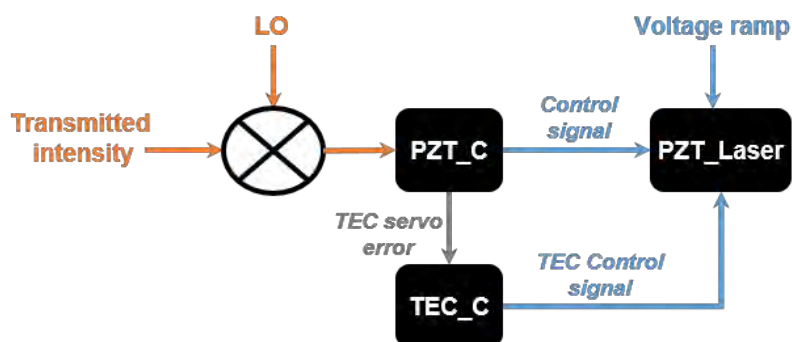 LO
Voltage ramp
Transmitted
intensity
PZT_C
Control
signal
PZT_Laser
TEC servo
error
TEC Control
signal
TEC_C